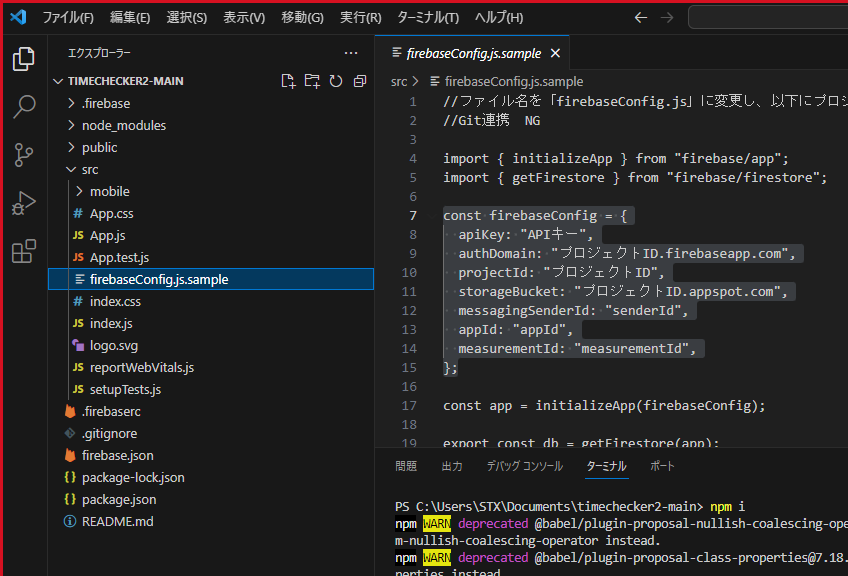 ファイル(F) 編集(E) 選択(S) 表示(V) 移動(G) 実行(R) ターミナル(T) ヘルプ(H)
エクスプローラー
TIMECHECKER2-MAIN
.firebase
node_modules
public
src
mobile
# App.css
JS App.js
JS App.test.js
firebaseConfig.js.sample
# index.css
JS index.js
logo.svg
JS reportWebVitals.js
JS setupTests.js
.firebaserc
.gitignore
firebase.json
{} package-lock.json
{} package.json
README.md
firebaseConfig.js.sample
src > firebaseConfig.js.sample
1 //ファイル名を「firebaseConfig.js」に変更し、以下にプロジ
2 //Git連携　NG
3
4 import { initializeApp } from "firebase/app";
5 import { getFirestore } from "firebase/firestore";
6
7 const firebaseConfig = {
8 apiKey: "APIキー",
9 authDomain: "プロジェクトID.firebaseapp.com",
10 projectId: "プロジェクトID",
11 storageBucket: "プロジェクトID.appspot.com",
12 messagingSenderId: "senderId",
13 appId: "appId",
14 measurementId: "measurementId",
15 };
16
17 const app = initializeApp(firebaseConfig);
18
19 export const db = getFirestore(app);
問題 出力 デバッグ コンソール ターミナル ポート
PS C:\Users\STX\Documents\timechecker2-main> npm i
npm WARN deprecated @babel/plugin-proposal-nullish-coalescing-ope
m-nullish-coalescing-operator instead.
npm WARN deprecated @babel/plugin-proposal-class-properties@7.18.
perties instead.